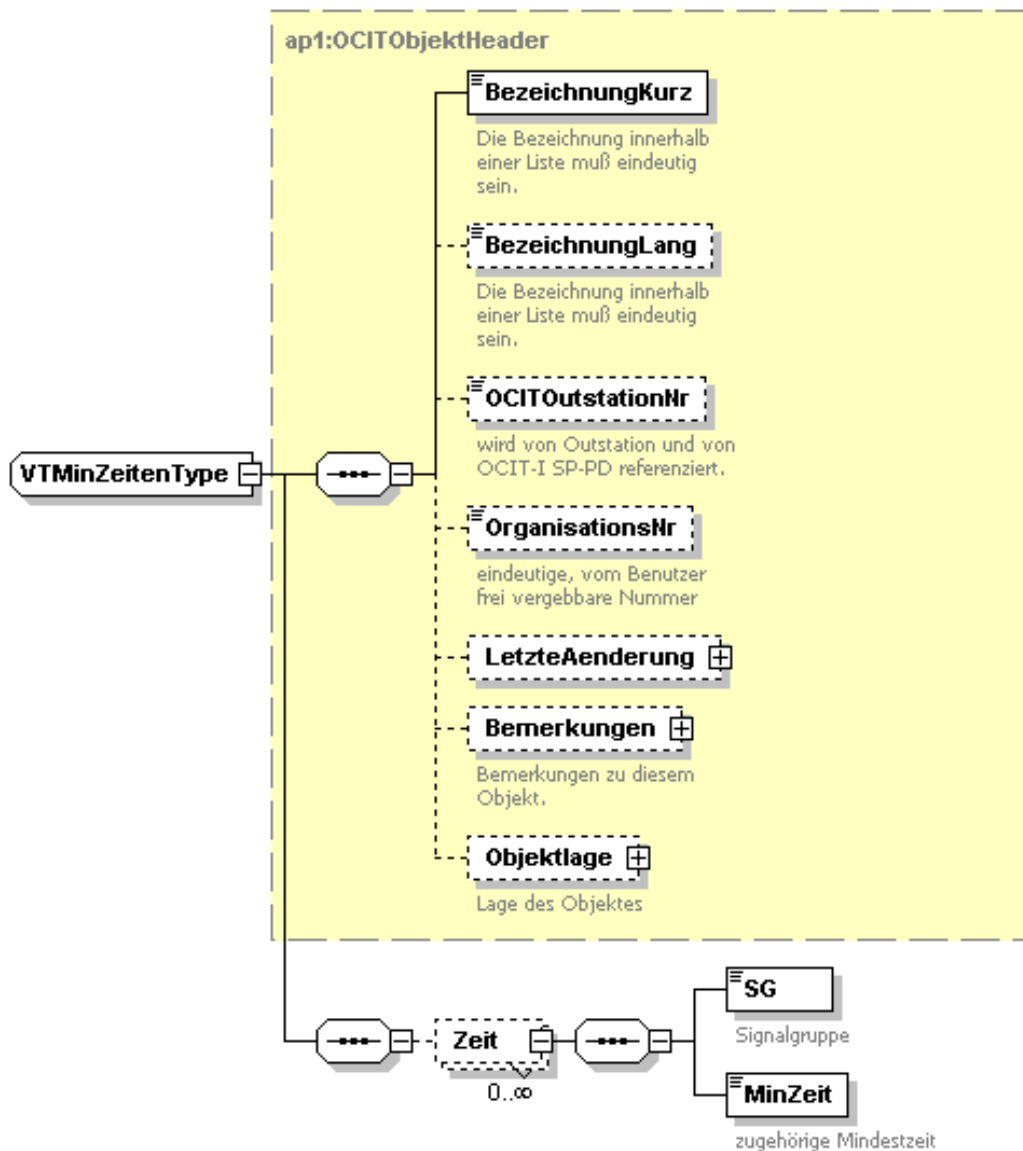 ap1:OCITObjektHeader
BezeichnungKurz
Die Bezeichnung innerhalb
einer Liste muß eindeutig
sein.
BezeichnungLang
Die Bezeichnung innerhalb
einer Liste muß eindeutig
sein.
OCITOutstationNr
wird von Outstation und von
OCIT-I SP-PD referenziert.
VTMinZeitenType
OrganisationsNr
eindeutige, vom Benutzer
frei vergebbare Nummer
LetzteAenderung
Bemerkungen
Bemerkungen zu diesem
Objekt.
Objektlage
Lage des Objektes
SG
Signalgruppe
Zeit
0..∞
MinZeit
zugehörige Mindestzeit